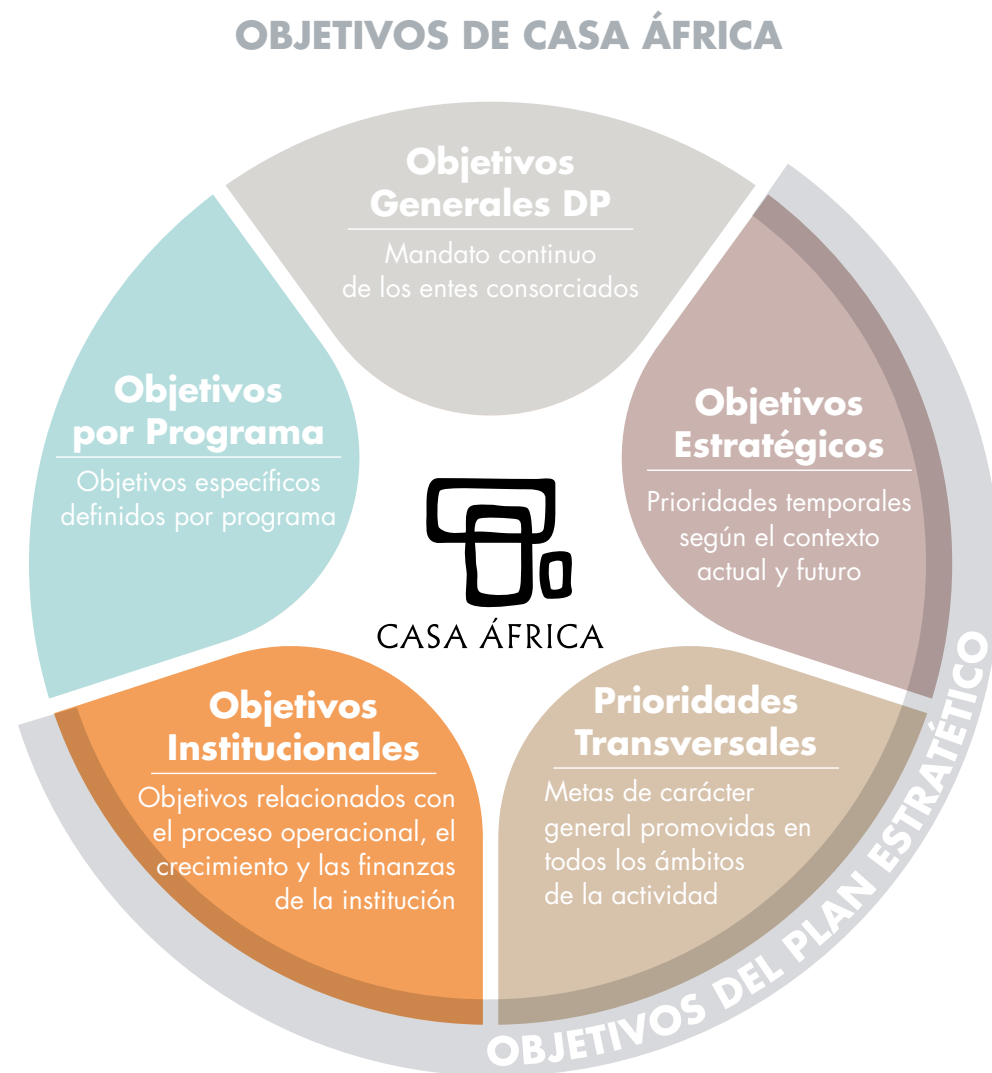 OBJETIVOS DE CASA ÁFRICA
Objetivos
Generales DP
Mandato continuo
de los entes consorciados
Objetivos
por Programa
Objetivos específicos
definidos por programa
Objetivos
Estratégicos
Prioridades temporales
según el contexto
actual y futuro
CASA ÁFRICA
Objetivos
Institucionales
Objetivos relacionados con
el proceso operacional, el
crecimiento y las finanzas
de la institución
Prioridades
Transversales
Metas de carácter
general promovidas en
todos los ámbitos
de la actividad
OBJETIVOS DEL PLAN ESTRATÉTICO